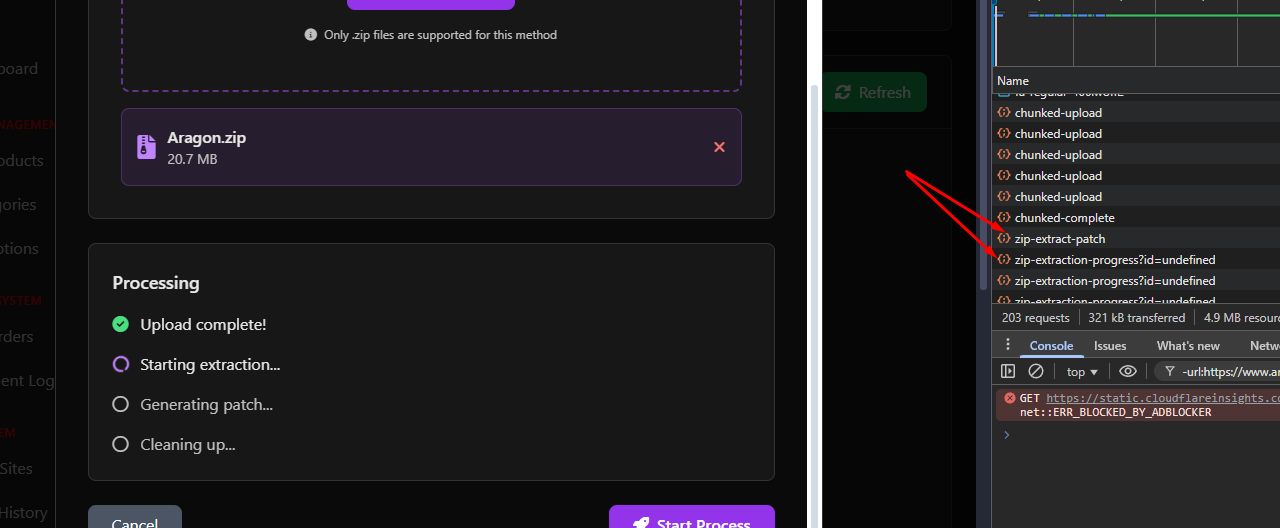 Only .zip files are supported for this method
Aragon.zip
20.7 MB
Processing
Upload complete!
Starting extraction...
Generating patch...
Cleaning up...
Cancel
Start Process
board
NAGEMEN
oducts
ories
ptions
YSTEM
rders
ent Log
EM
Sites
History
Refresh
Name
chunked-upload
chunked-upload
chunked-upload
chunked-upload
chunked-upload
chunked-complete
zip-extract-patch
zip-extraction-progress?id=undefined
zip-extraction-progress?id=undefined
zip-extraction-progress?id=undefined
203 requests
321 kB transferred
4.9 MB resour
Console
Issues
What's new
Netw
top
-url:https://www.ar
GET https://static.cloudflareinsights.co
net::ERR_BLOCKED_BY_ADBLOCKER